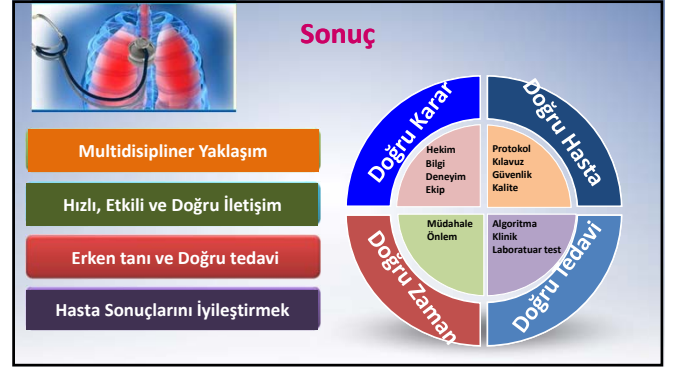 Sonuç
Multidisipliner Yaklaşım
Hızlı, Etkili ve Doğru İletişim
Erken tanı ve Doğru tedavi
Hasta Sonuçlarını İyileştirmek
Doğru Karar
Hekim
Bilgi
Deneyim
Ekip
Doğru Hasta
Protokol
Kılavuz
Güvenlik
Kalite
Doğru Zaman
Müdahale
Önlem
Doğru Tedavi
Algoritma
Klinik
Laboratuar test